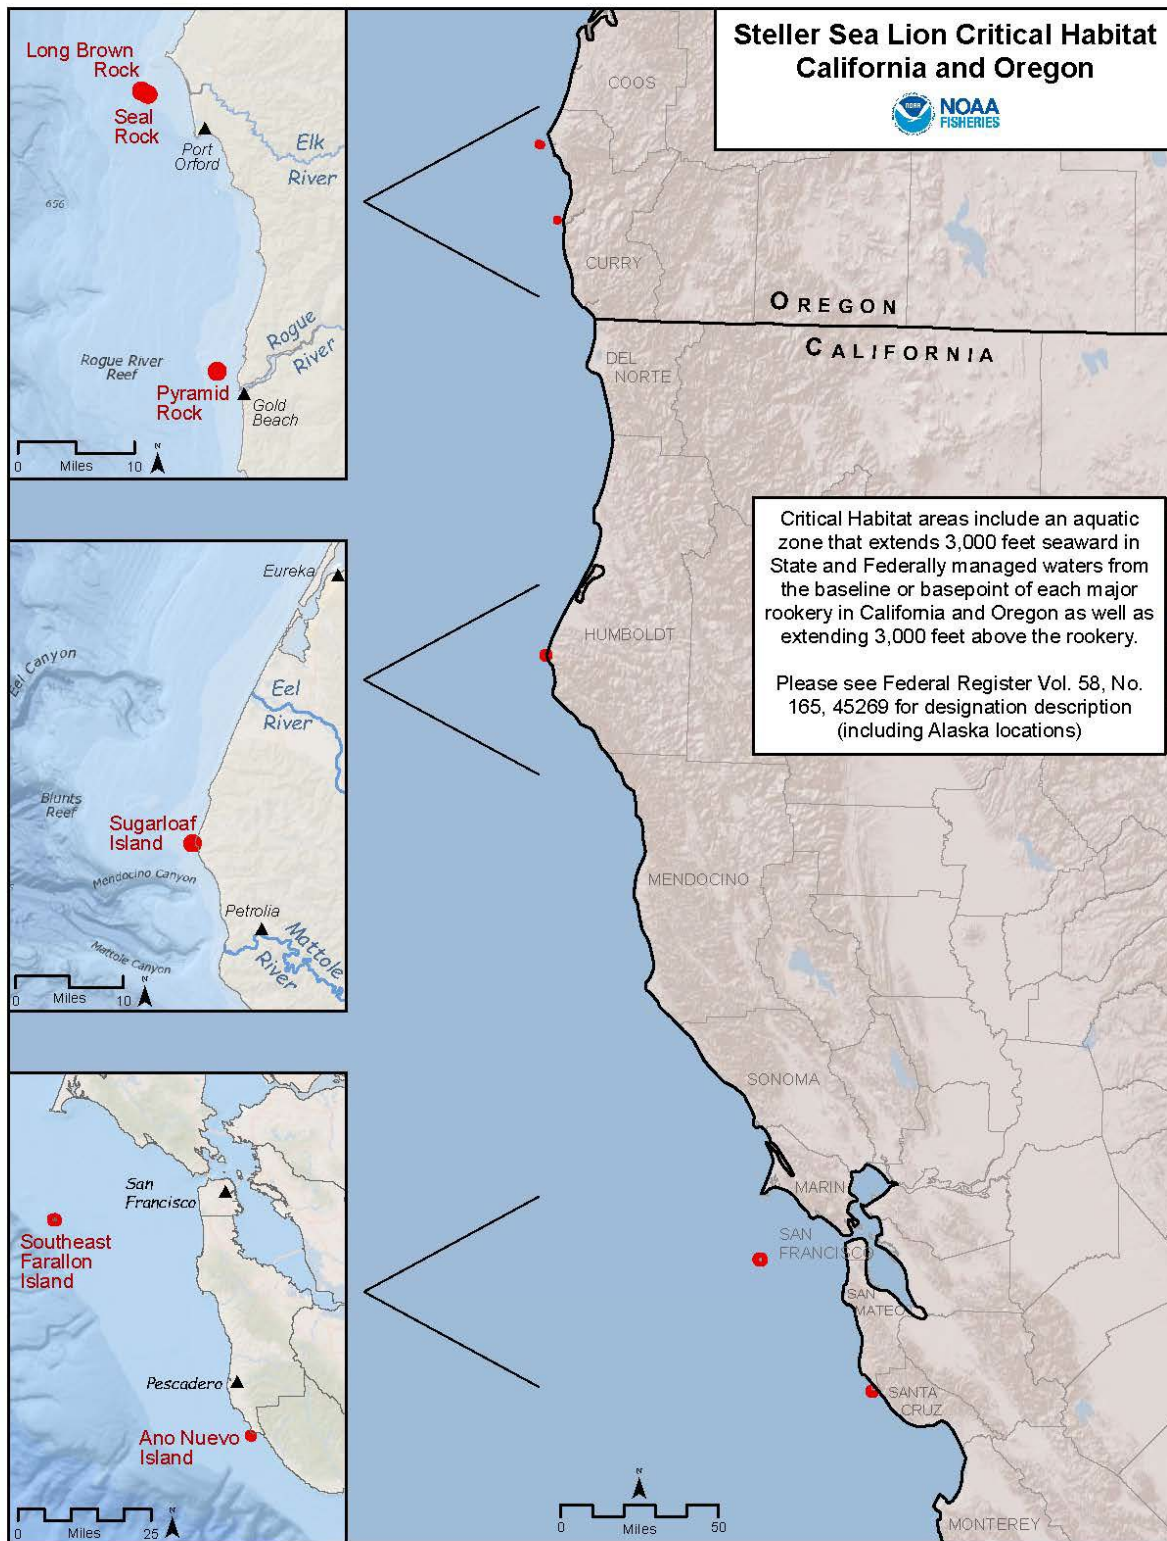 Steller Sea Lion Critical Habitat
California and Oregon
NOAA
NOAA
FISHERIES
Long Brown
Rock
Seal
Rock
Port
Orford
Elk
River
656
Rogue River
Reef
Rogue
River
Pyramid
Rock
Gold
Beach
N
0 Miles 10
COOS
CURRY
OREGON
CALIFORNIA
DEL
NORTE
Critical Habitat areas include an aquatic
zone that extends 3,000 feet seaward in
State and Federally managed waters from
the baseline or basepoint of each major
rookery in California and Oregon as well as
extending 3,000 feet above the rookery.
Please see Federal Register Vol. 58, No.
165, 45269 for designation description
(including Alaska locations)
Eureka
Eel Canyon
Eel
River
Blunts
Reef
Sugarloaf
Island
Mendocino Canyon
Petrolia
Mattole
River
Mattole Canyon
N
0 Miles 10
HUMBOLDT
MENDOCINO
SONOMA
MARIN
SAN
FRANCISCO
SAN
MATEO
SANTA
CRUZ
MONTEREY
San
Francisco
Southeast
Farallon
Island
Pescadero
Ano Nuevo
Island
N
0 Miles 25
N
0 Miles 50